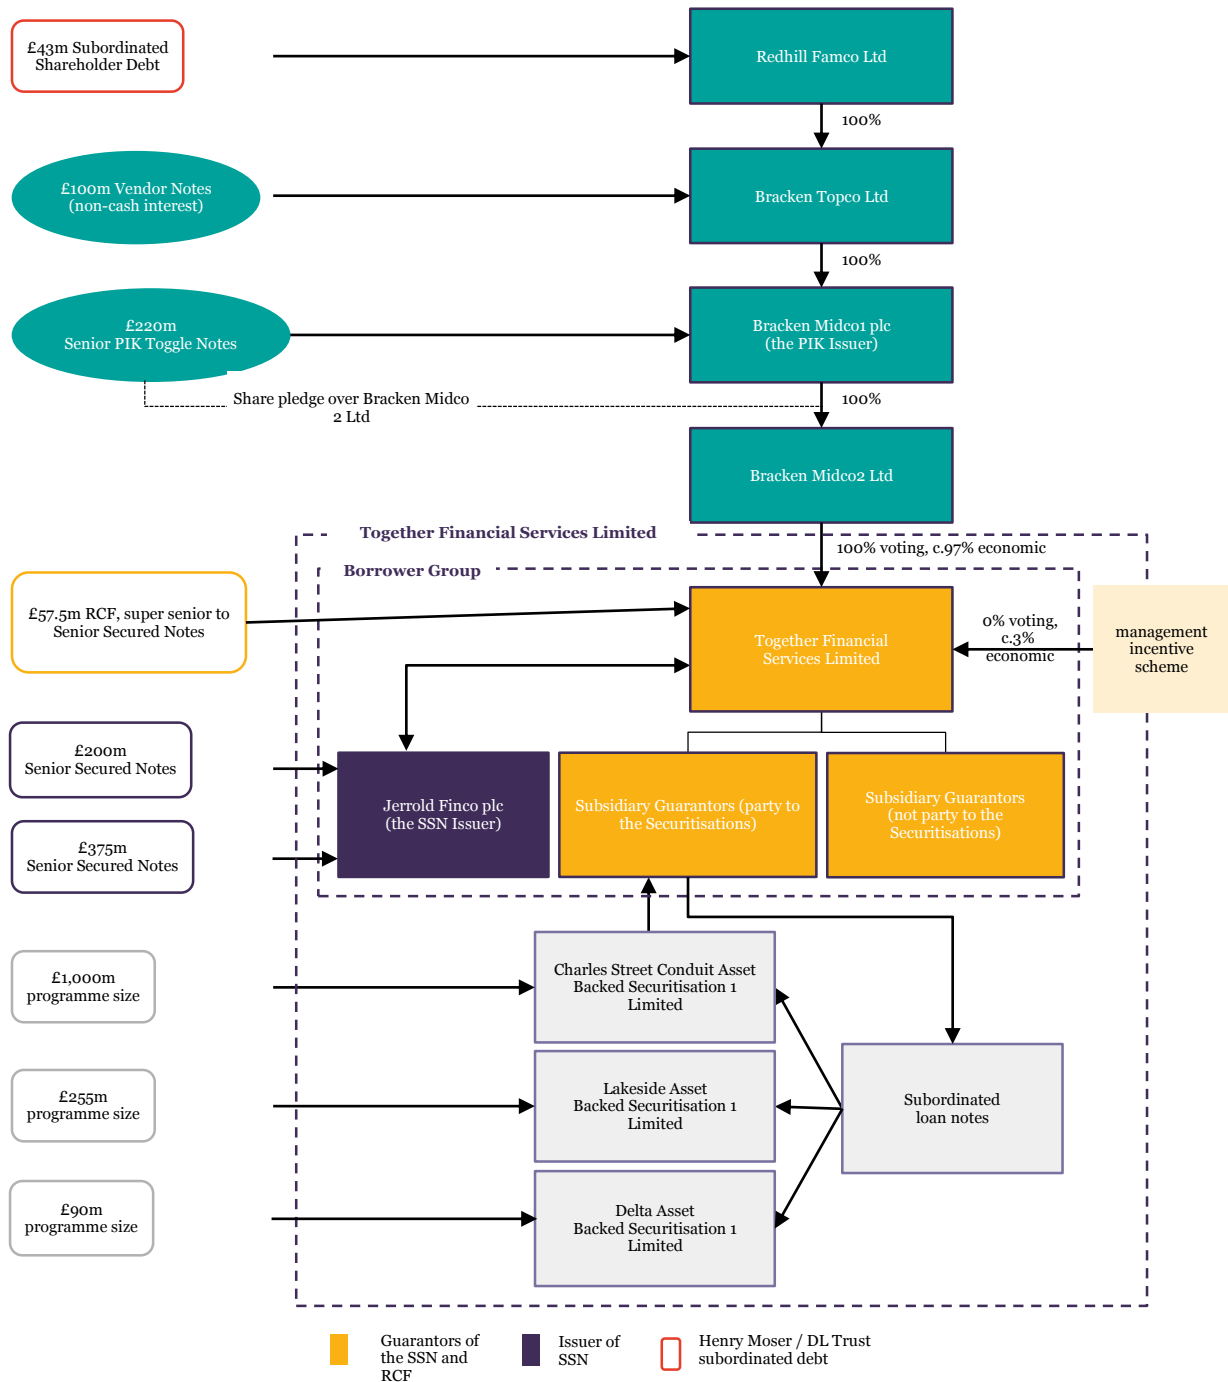 £43m Subordinated
Shareholder Debt
Redhill Famco Ltd
100%
£100m Vendor Notes
(non-cash interest)
Bracken Topco Ltd
100%
£220m
Senior PIK Toggle Notes
Bracken Midco1 plc
(the PIK Issuer)
Share pledge over Bracken Midco
2 Ltd
100%
Bracken Midco2 Ltd
Together Financial Services Limited
100% voting, c.97% economic
Borrower Group
£57.5m RCF, super senior to
Senior Secured Notes
Together Financial
Services Limited
0% voting,
c.3%
economic
management
incentive
scheme
£200m
Senior Secured Notes
£375m
Senior Secured Notes
Jerrold Finco plc
(the SSN Issuer)
Subsidiary Guarantors (party to
the Securitisations)
Subsidiary Guarantors
(not party to the
Securitisations)
£1,000m
programme size
Charles Street Conduit Asset
Backed Securitisation 1
Limited
£255m
programme size
Lakeside Asset
Backed Securitisation 1
Limited
Subordinated
loan notes
£90m
programme size
Delta Asset
Backed Securitisation 1
Limited
Guarantors of
the SSN and
RCF
Issuer of
SSN
Henry Moser / DL Trust
subordinated debt